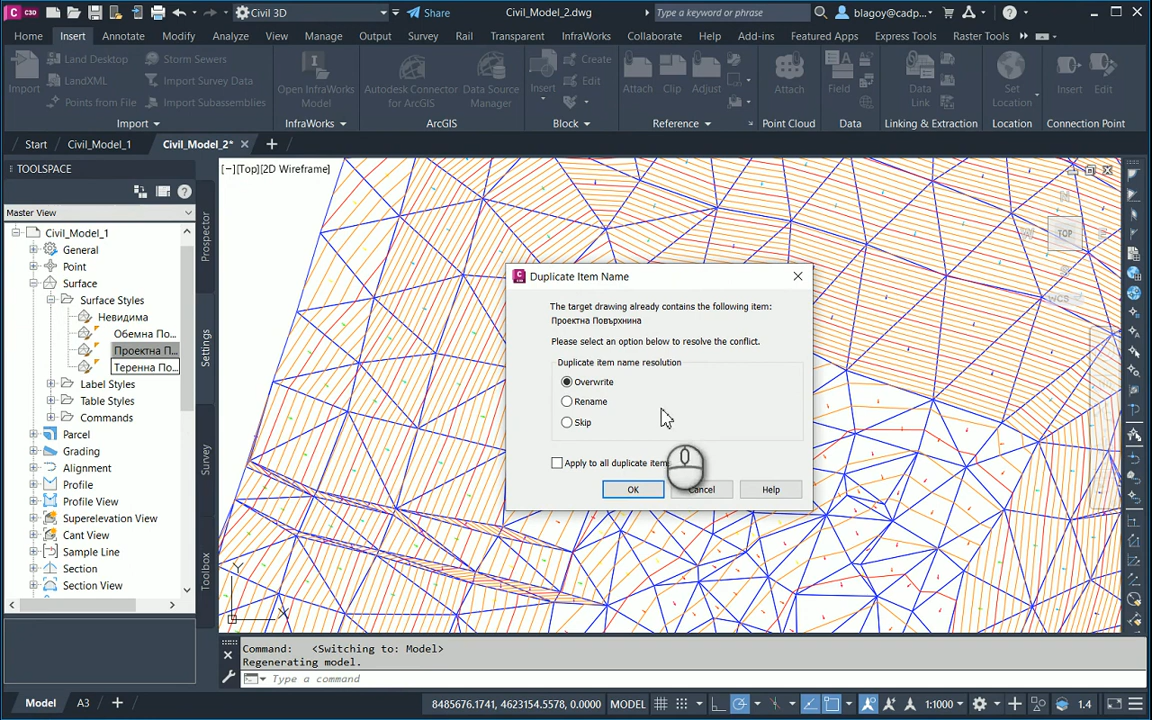 C3D
Civil 3D
Share
Civil_Model_2.dwg
Type a keyword or phrase
blagoy@cadp...
Home Insert Annotate Modify Analyze View Manage Output Survey Rail Transparent InfraWorks Collaborate Help Add-ins Featured Apps Express Tools Raster Tools
Land Desktop
LandXML
Points from File
Import
Storm Sewers
Import Survey Data
Import Subassemblies
Import
Open InfraWorks Model
InfraWorks
Autodesk Connector for ArcGIS
Data Source Manager
ArcGIS
Insert
Create
Edit
Block
Attach
Clip
Adjust
Reference
Attach
Point Cloud
Field
Data
Data Link
Linking & Extraction
Set Location
Location
Insert
Edit
Connection Point
Start
Civil_Model_1
Civil_Model_2*
TOOLSPACE
[−][Top][2D Wireframe]
Master View
Civil_Model_1
General
Point
Surface
Surface Styles
Невидима
Обемна По...
Проектна П...
Теренна По...
Label Styles
Table Styles
Commands
Parcel
Grading
Alignment
Profile
Profile View
Superelevation View
Cant View
Sample Line
Section
Section View
Prospector
Settings
Survey
Toolbox
TOP
WCS
Duplicate Item Name
The target drawing already contains the following item:
Проектна Повърхнина
Please select an option below to resolve the conflict.
Duplicate item name resolution
Overwrite
Rename
Skip
Apply to all duplicate item
OK
Cancel
Help
Y
X
Command: <Switching to: Model>
Regenerating model.
Type a command
Model
A3
8485676.1741, 4623154.5578, 0.0000
MODEL
1:1000
1.4